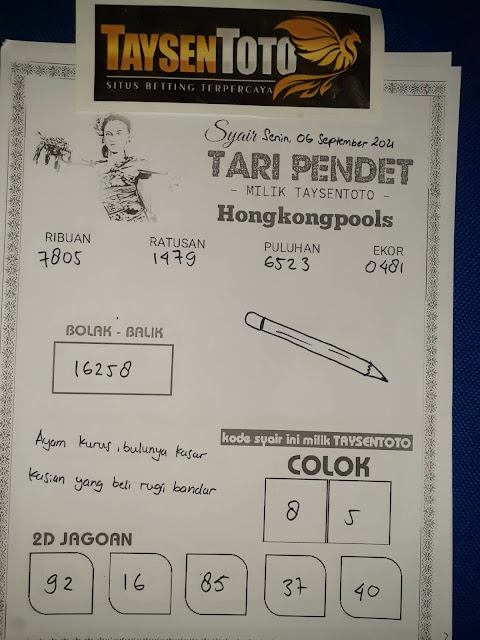 TAYSENTOTO
SITUS BETTING TERPERCAYA
Syair Senin, 06 September 2021
TARI PENDET
- MILIK TAYSENTOTO -
Hongkongpools
RIBUAN RATUSAN PULUHAN EKOR
7805 1479 6523 0481
BOLAK - BALIK
16258
Ayam kurus, bulunya kasar
kasian yang beli rugi bandar
kode syair ini milik TAYSENTOTO
COLOK
8 5
2D JAGOAN
92 16 85 37 40